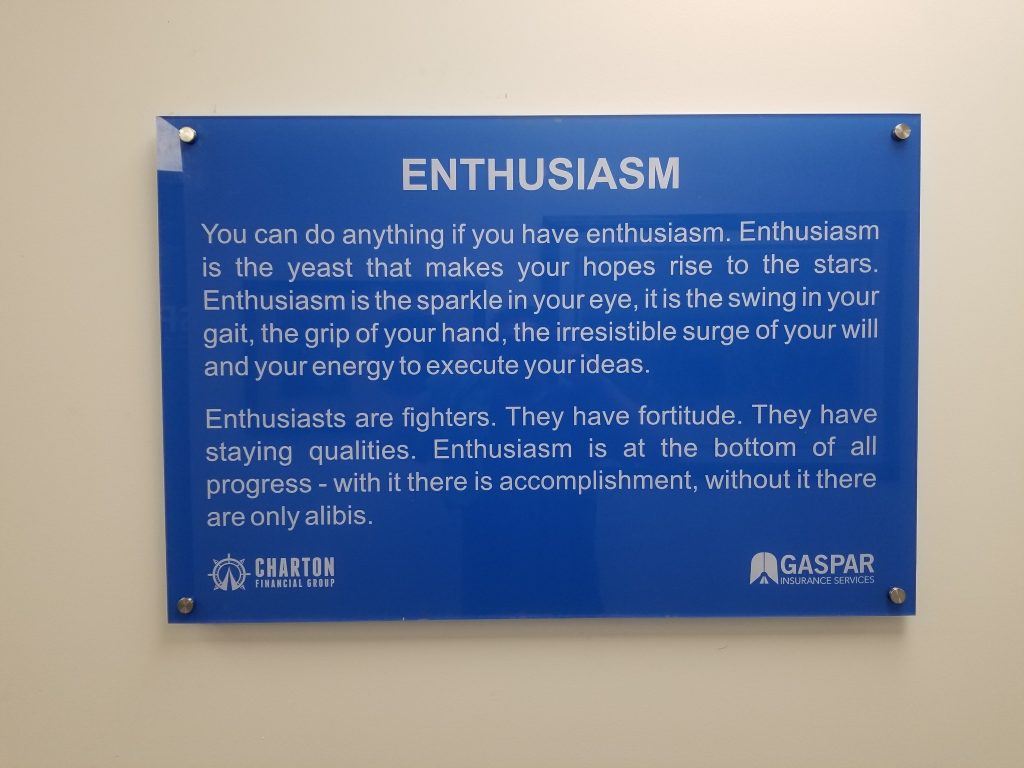 ENTHUSIASM
You can do anything if you have enthusiasm. Enthusiasm
is the yeast that makes your hopes rise to the stars.
Enthusiasm is the sparkle in your eye, it is the swing in your
gait, the grip of your hand, the irresistible surge of your will
and your energy to execute your ideas.
Enthusiasts are fighters. They have fortitude. They have
staying qualities. Enthusiasm is at the bottom of all
progress - with it there is accomplishment, without it there
are only alibis.
CHARTON
FINANCIAL GROUP
GASPAR
INSURANCE SERVICES